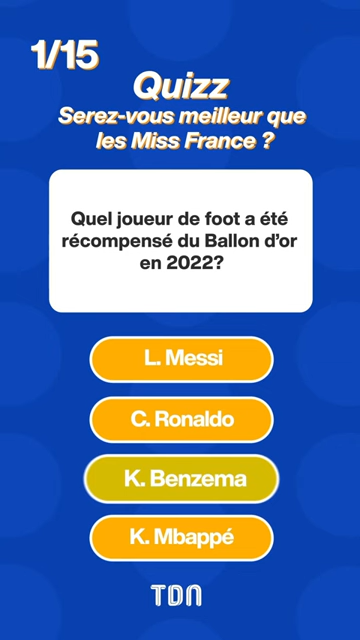 1/15
Quizz
Serez-vous meilleur que
les Miss France ?
Quel joueur de foot a été
récompensé du Ballon d’or
en 2022?
L. Messi
C. Ronaldo
K. Benzema
K. Mbappé
TDN